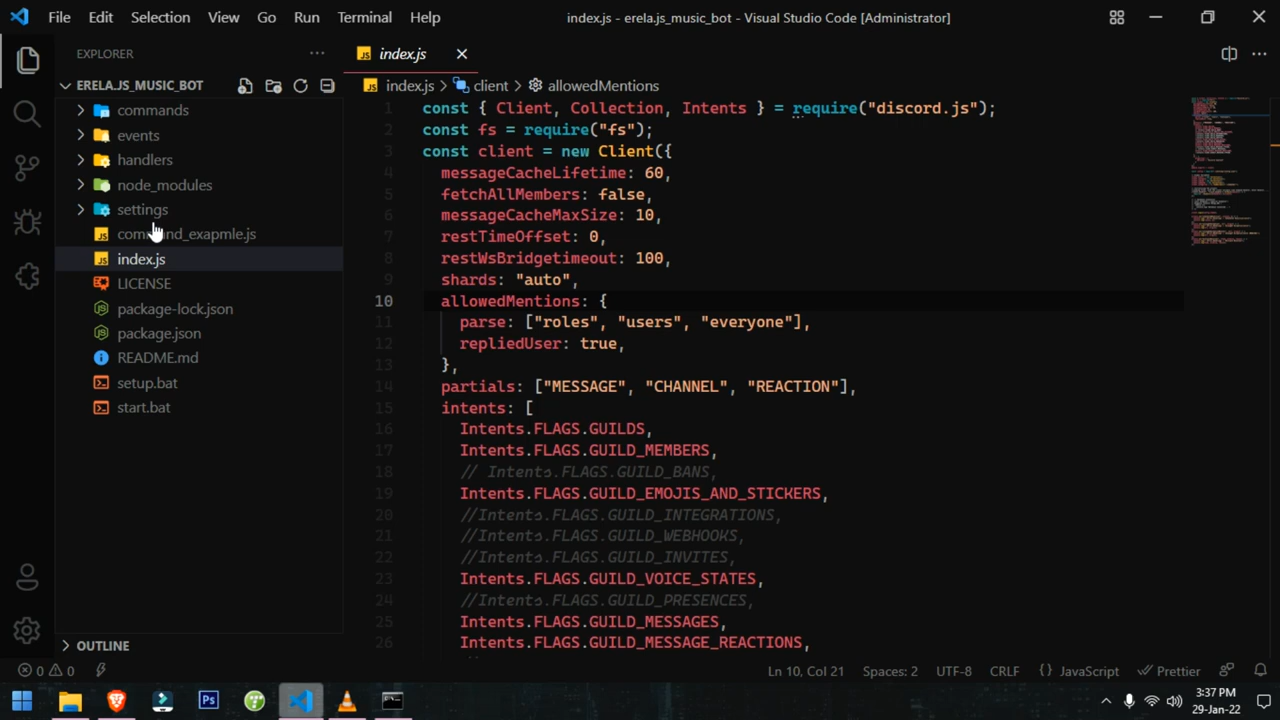 File Edit Selection View Go Run Terminal Help
index.js - erela.js_music_bot - Visual Studio Code [Administrator]
EXPLORER
ERELA.JS_MUSIC_BOT
commands
events
handlers
node_modules
settings
command_exapmle.js
index.js
LICENSE
package-lock.json
package.json
README.md
setup.bat
start.bat
OUTLINE
JS index.js
JS index.js > client > allowedMentions
1 const { Client, Collection, Intents } = require("discord.js");
2 const fs = require("fs");
3 const client = new Client({
4 messageCacheLifetime: 60,
5 fetchAllMembers: false,
6 messageCacheMaxSize: 10,
7 restTimeOffset: 0,
8 restWsBridgetimeout: 100,
9 shards: "auto",
10 allowedMentions: {
11 parse: ["roles", "users", "everyone"],
12 repliedUser: true,
13 },
14 partials: ["MESSAGE", "CHANNEL", "REACTION"],
15 intents: [
16 Intents.FLAGS.GUILDS,
17 Intents.FLAGS.GUILD_MEMBERS,
18 // Intents.FLAGS.GUILD_BANS,
19 Intents.FLAGS.GUILD_EMOJIS_AND_STICKERS,
20 //Intents.FLAGS.GUILD_INTEGRATIONS,
21 //Intents.FLAGS.GUILD_WEBHOOKS,
22 //Intents.FLAGS.GUILD_INVITES,
23 Intents.FLAGS.GUILD_VOICE_STATES,
24 //Intents.FLAGS.GUILD_PRESENCES,
25 Intents.FLAGS.GUILD_MESSAGES,
26 Intents.FLAGS.GUILD_MESSAGE_REACTIONS,
0 0
Ln 10, Col 21 Spaces: 2 UTF-8 CRLF {} JavaScript Prettier
Ps
3:37 PM
29-Jan-22